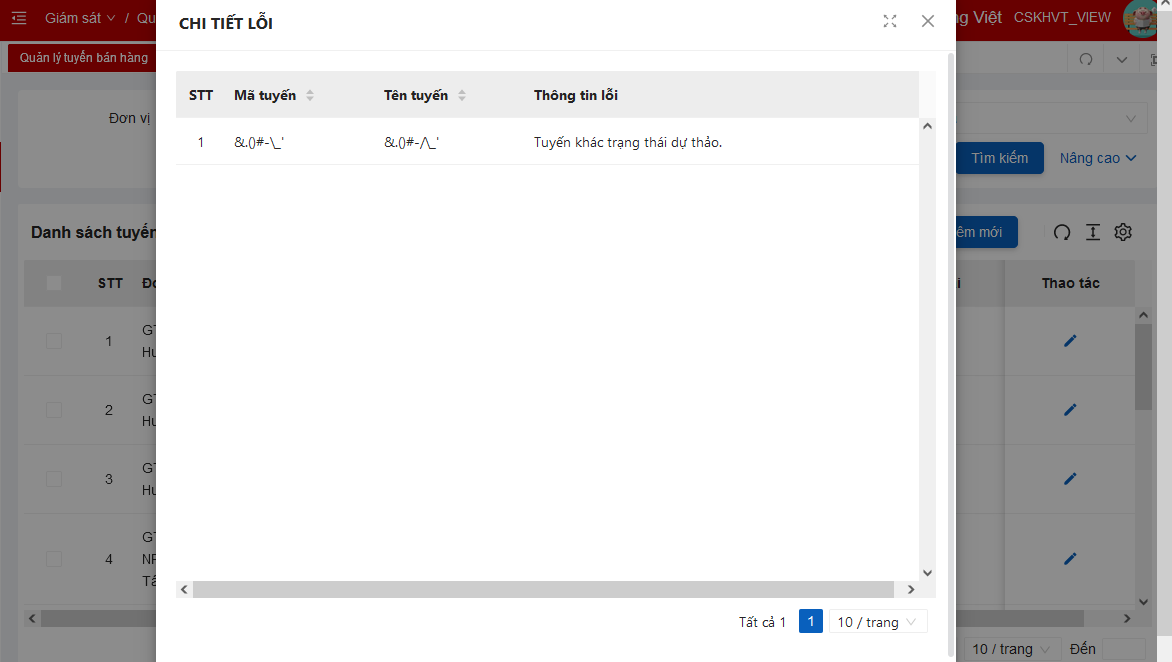 Giám sát / Qu
ng Việt CSKHVT_VIEW
Quản lý tuyến bán hàng
CHI TIẾT LỖI
STT Mã tuyến Tên tuyến Thông tin lỗi
1 &.()#-\_' &.()#-/\_' Tuyến khác trạng thái dự thảo.
Tất cả 1 1 10 / trang
Đơn vị
Tìm kiếm Nâng cao
Danh sách tuyến
êm mới
STT Đơ
i Thao tác
1 GT
Hu
2 GT
Hu
3 GT
Hu
4 GT
NP
Tâ
10 / trang Đến